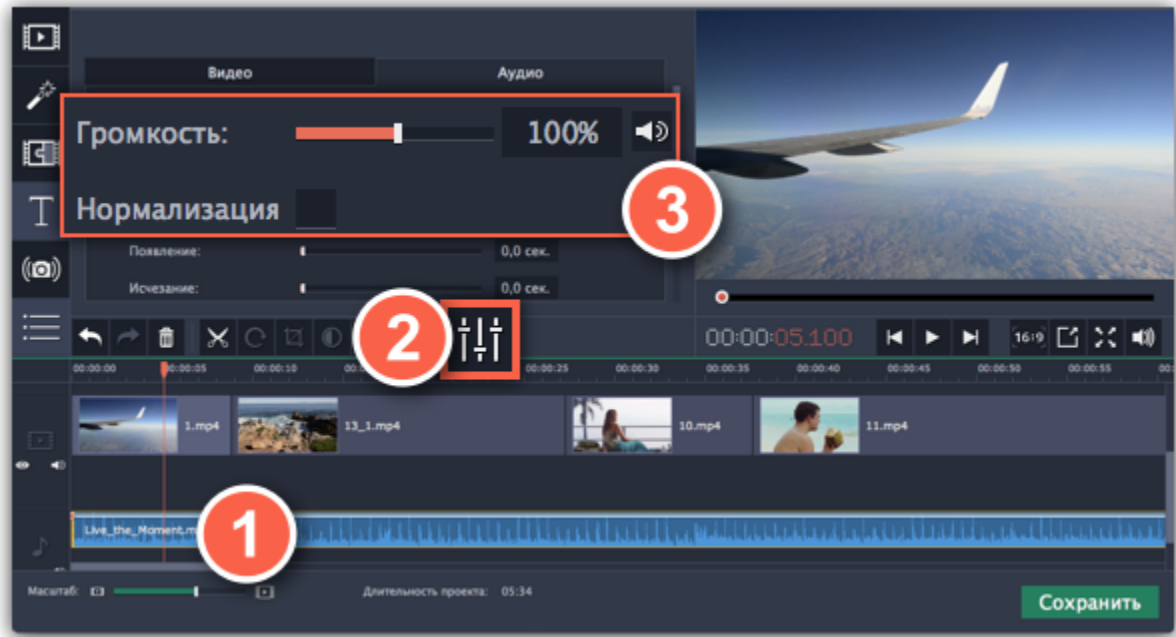 Видео Аудио
Громкость: 100%
3
Нормализация
T
Появление: 0,0 сек.
Исчезание: 0,0 сек.
2
00:00:05.100 16:9
00:00:00 00:00:05 00:00:10 00:00:25 00:00:30 00:00:35 00:00:40 00:00:45 00:00:50 00:00:55
1.mp4 13_1.mp4 10.mp4 11.mp4
Live_the_Moment.m
1
Масштаб: Длительность проекта: 05:34
Сохранить